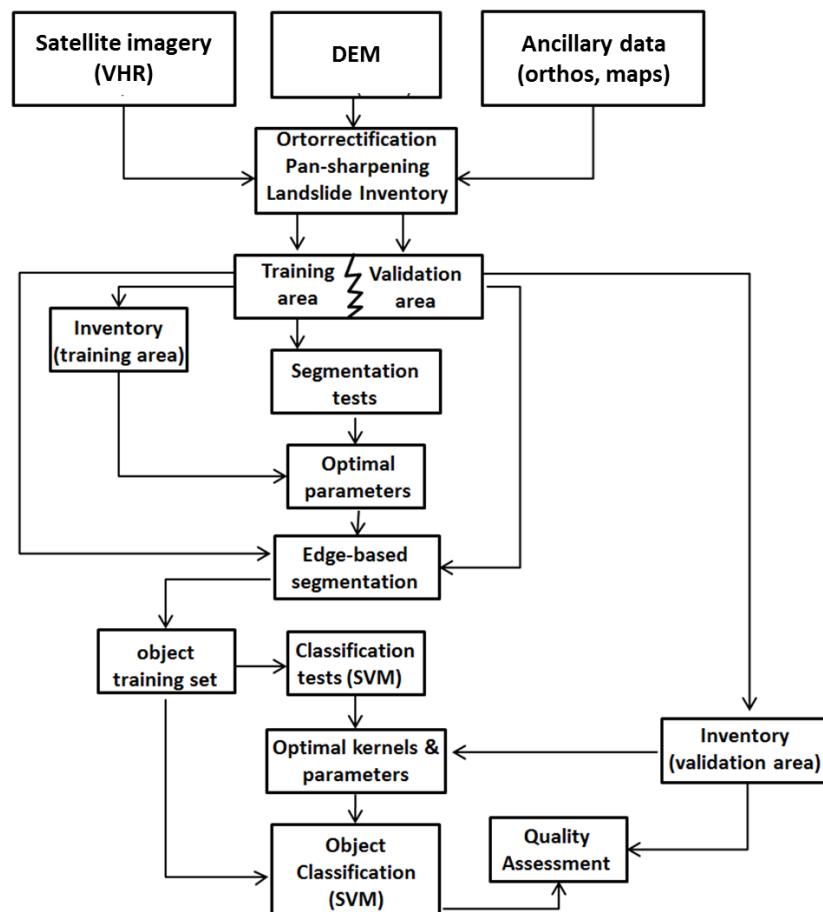 Satellite imagery
(VHR)
DEM
Ancillary data
(orthos, maps)
Ortorrectification
Pan-sharpening
Landslide Inventory
Training
area
Validation
area
Inventory
(training area)
Segmentation
tests
Optimal
parameters
Edge-based
segmentation
object
training set
Classification
tests (SVM)
Optimal kernels &
parameters
Inventory
(validation area)
Object
Classification
(SVM)
Quality
Assessment